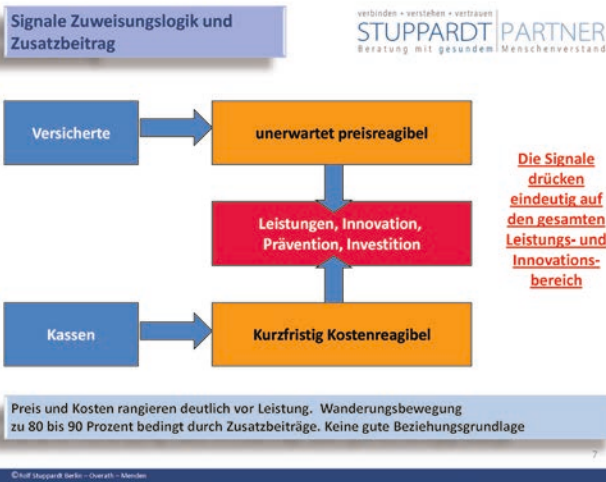 Signale Zuweisungslogik und
Zusatzbeitrag
verbinden • verstehen • vertrauen
STUPPARDT PARTNER
Beratung mit gesundem Menschenverstand
Versicherte
unerwartet preisreagibel
Leistungen, Innovation,
Prävention, Investition
Die Signale
drücken
eindeutig auf
den gesamten
Leistungs- und
Innovations-
bereich
Kassen
Kurzfristig Kostenreagibel
Preis und Kosten rangieren deutlich vor Leistung. Wanderungsbewegung
zu 80 bis 90 Prozent bedingt durch Zusatzbeiträge. Keine gute Beziehungsgrundlage
7
©Rolf Stuppardt Berlin – Overath – Menden